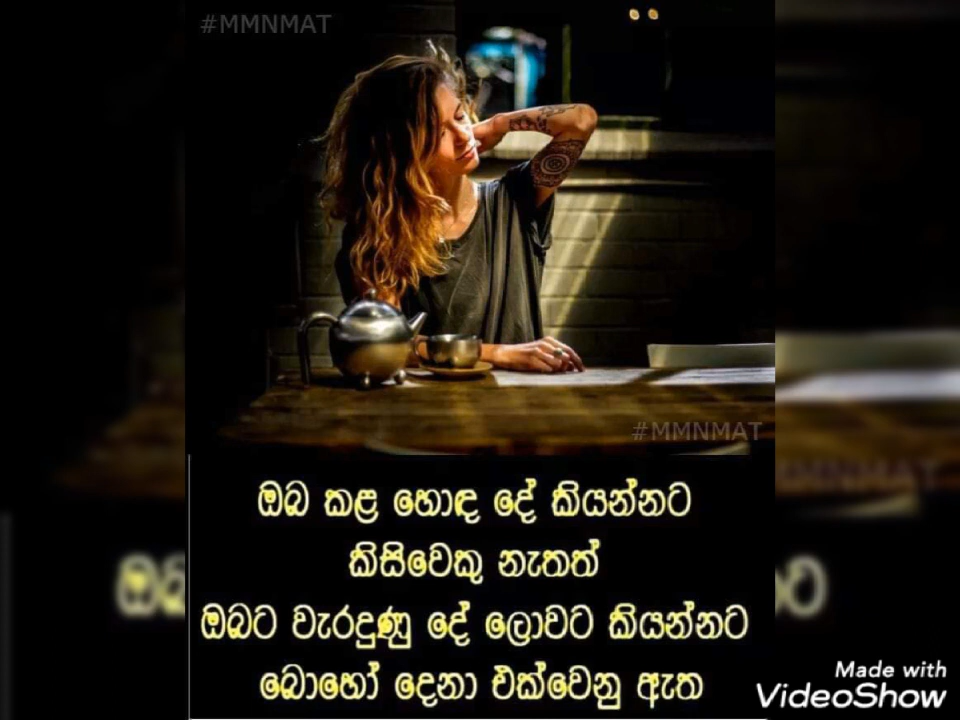 #MMNMAT
#MMNMAT
ඔබ කළ හොඳ දේ කියන්නට
කිසිවෙකු නැතත්
ඔබට වැරදුණු දේ ලොවට කියන්නට
බොහෝ දෙනා එක්වෙනු ඇත
Made with
VideoShow